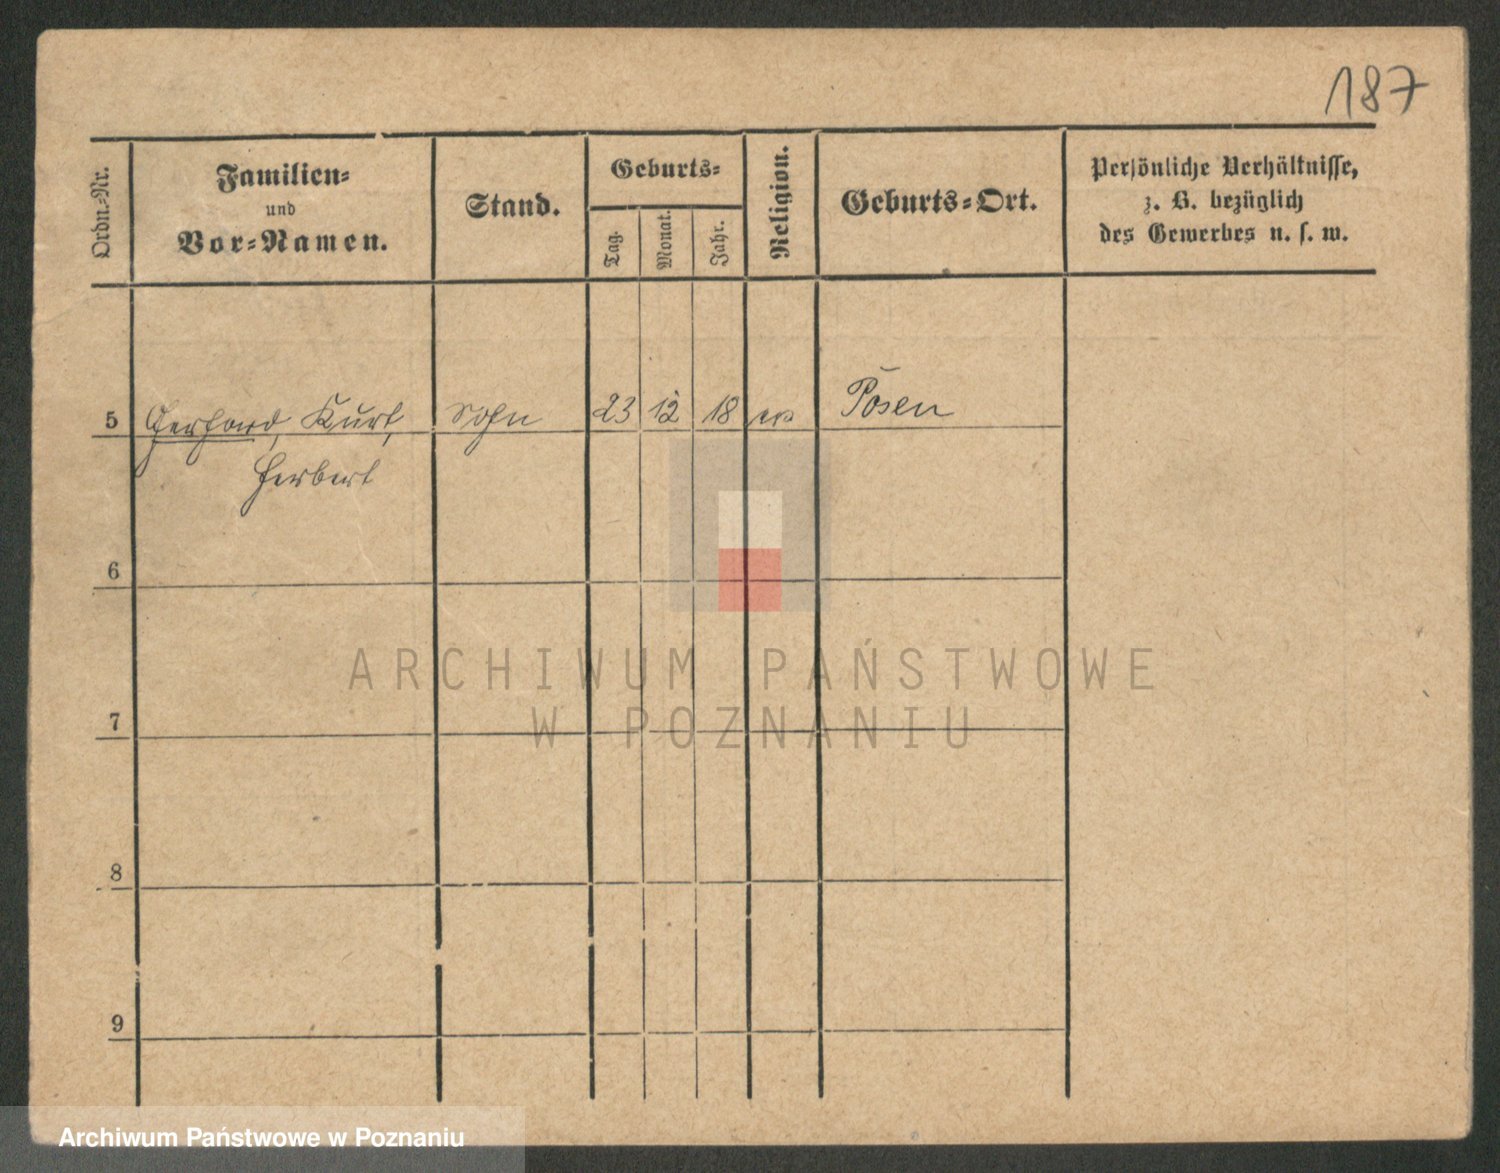 187
Ordn.-Nr.
Familien-
und
Vor-Namen.
Stand.
Geburts-
Tag.
Monat.
Jahr.
Religion.
Geburts-Ort.
Persönliche Verhältnisse,
z. B. bezüglich
des Gewerbes u. s. w.
5 Gerhard, Kurt, Sohn 23 12 18 ev Posen
Herbert
6
7
8
9
ARCHIWUM PAŃSTWOWE
W POZNANIU
Archiwum Państwowe w Poznaniu